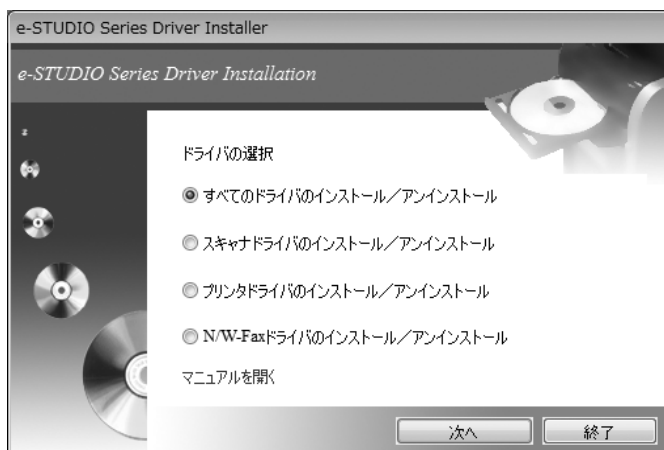 e-STUDIO Series Driver Installer
e-STUDIO Series Driver Installation
ドライバの選択
すべてのドライバのインストール／アンインストール
スキャナドライバのインストール／アンインストール
プリンタドライバのインストール／アンインストール
N/W-Faxドライバのインストール／アンインストール
マニュアルを開く
次へ
終了